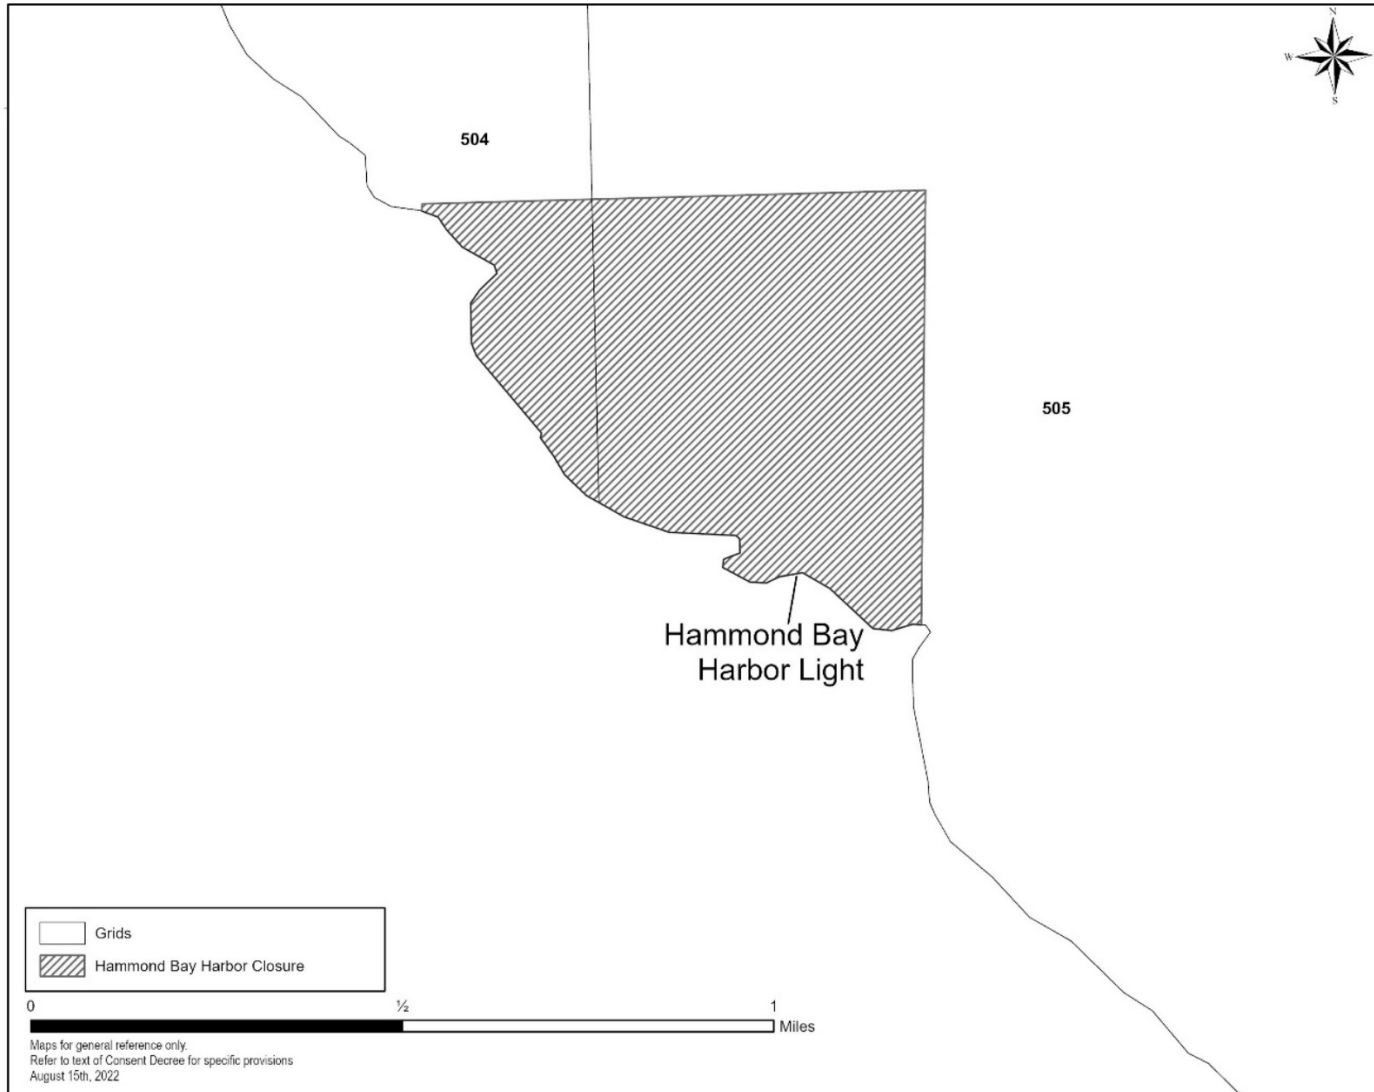 N
W
S
504
505
Hammond Bay
Harbor Light
Grids
Hammond Bay Harbor Closure
0 ½ 1
Miles
Maps for general reference only.
Refer to text of Consent Decree for specific provisions
August 15th, 2022